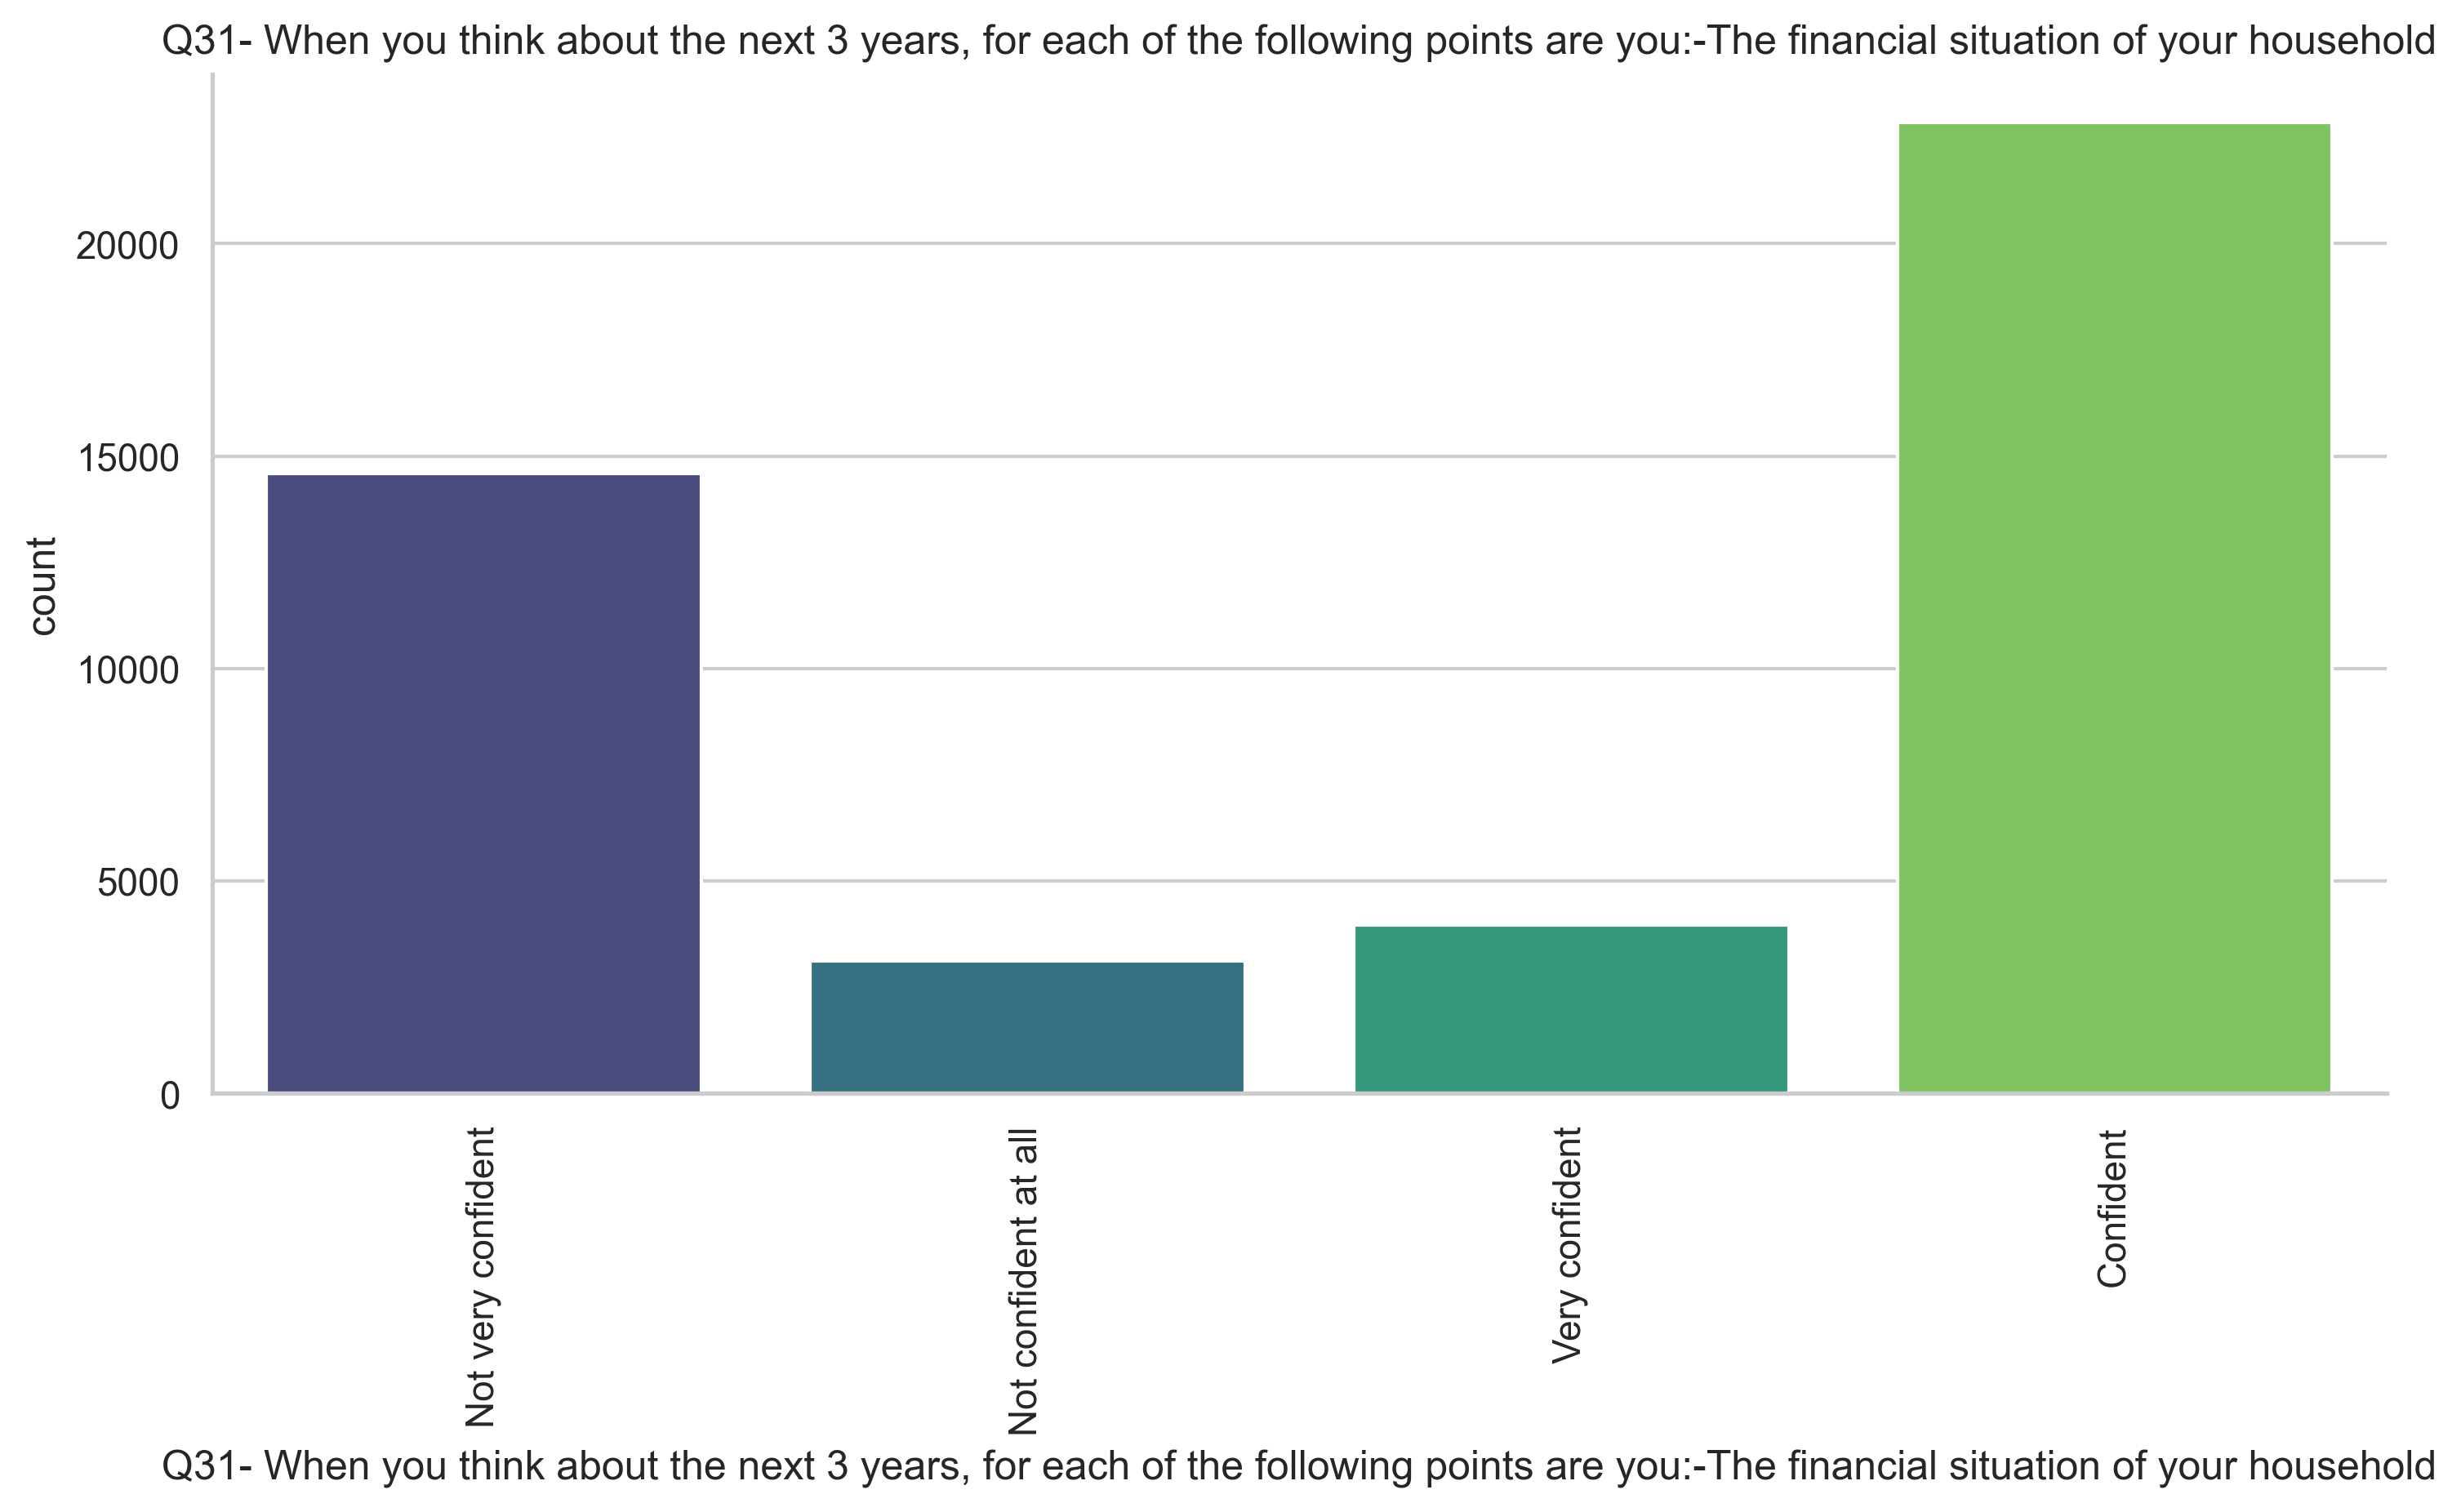 Q31- When you think about the next 3 years, for each of the following points are you:-The financial situation of your household
count
20000
15000
10000
5000
0
Not very confident
Not confident at all
Very confident
Confident
Q31- When you think about the next 3 years, for each of the following points are you:-The financial situation of your household